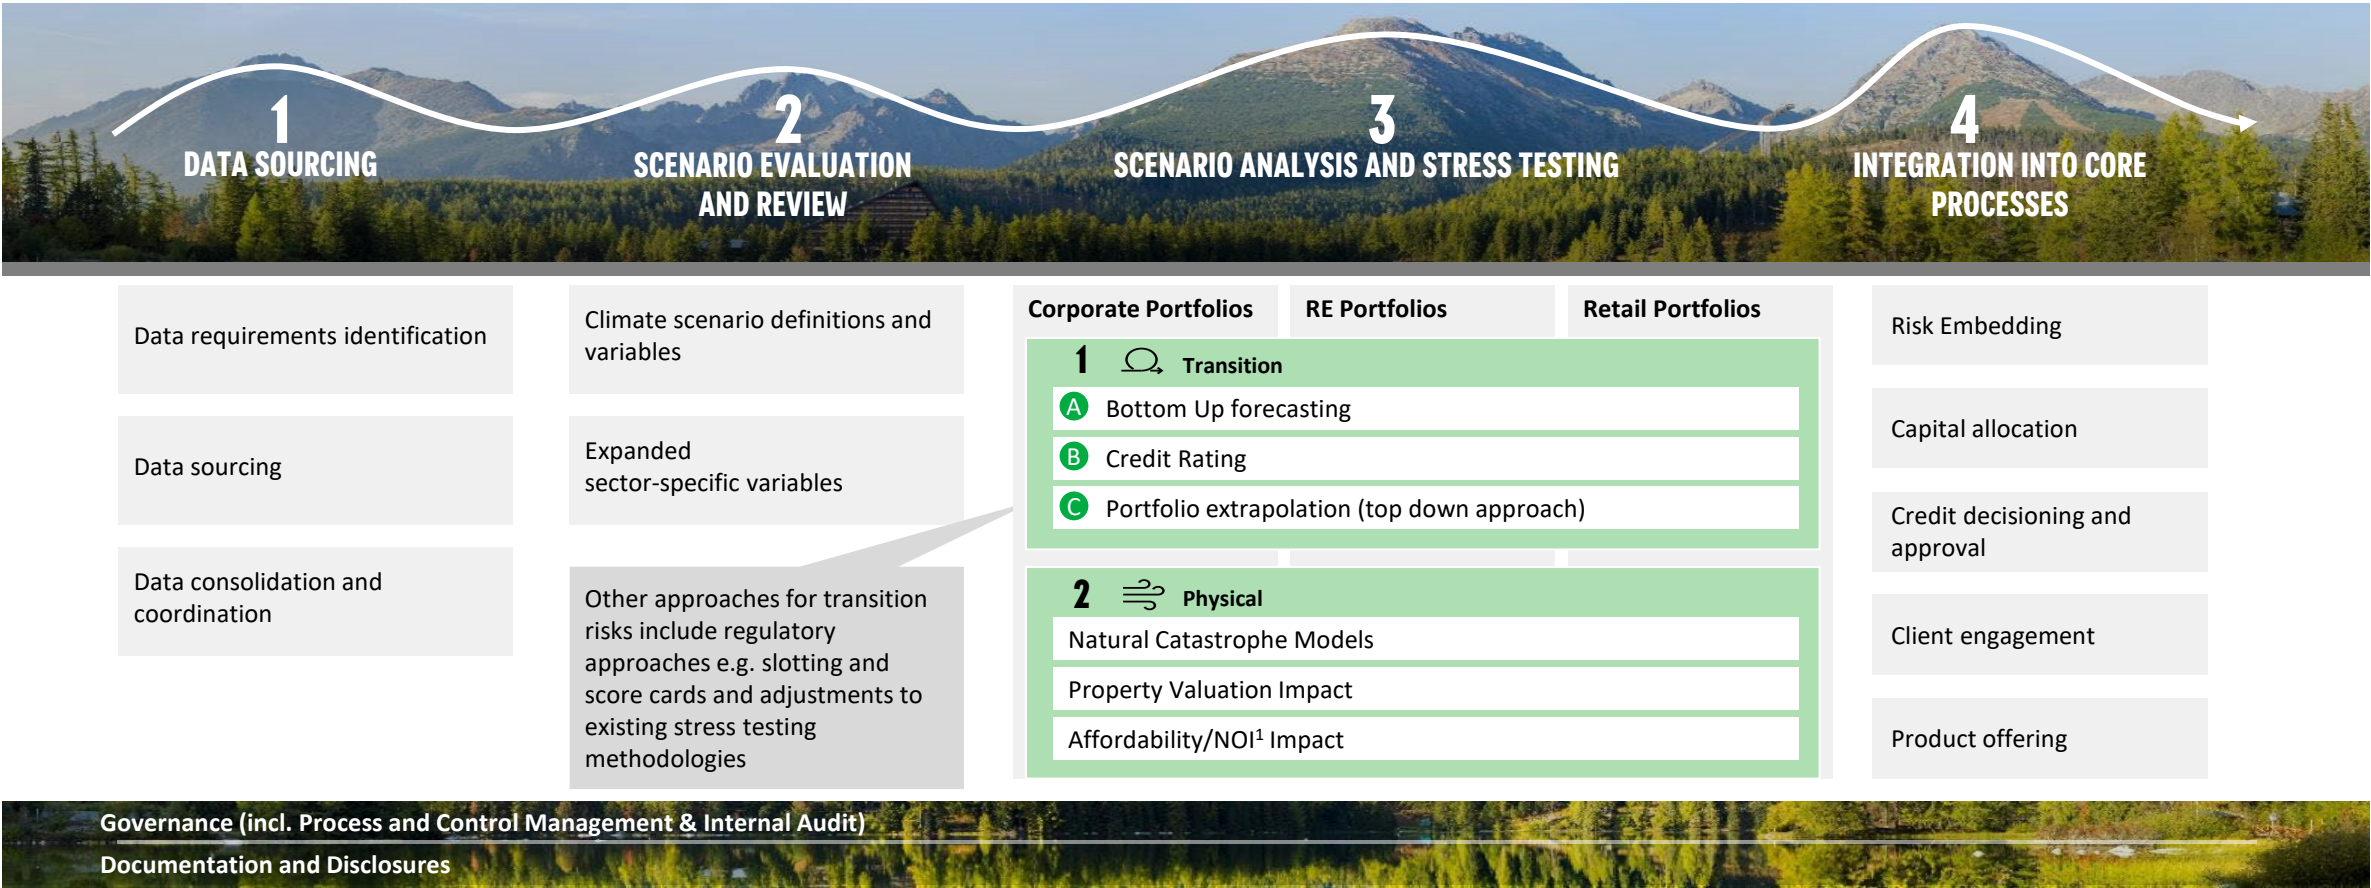 1
DATA SOURCING
2
SCENARIO EVALUATION
AND REVIEW
3
SCENARIO ANALYSIS AND STRESS TESTING
4
INTEGRATION INTO CORE
PROCESSES
Data requirements identification
Data sourcing
Data consolidation and
coordination
Climate scenario definitions and
variables
Expanded
sector-specific variables
Other approaches for transition
risks include regulatory
approaches e.g. slotting and
score cards and adjustments to
existing stress testing
methodologies
Corporate Portfolios
RE Portfolios
Retail Portfolios
1 Transition
A Bottom Up forecasting
B Credit Rating
C Portfolio extrapolation (top down approach)
2 Physical
Natural Catastrophe Models
Property Valuation Impact
Affordability/NOI¹ Impact
Risk Embedding
Capital allocation
Credit decisioning and
approval
Client engagement
Product offering
Governance (incl. Process and Control Management & Internal Audit)
Documentation and Disclosures